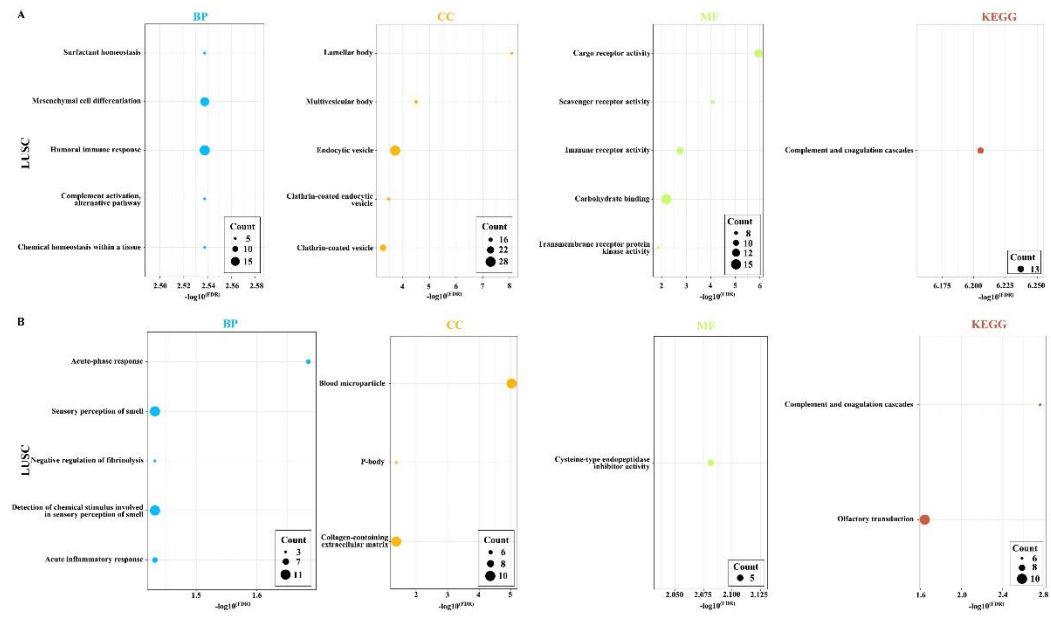 A
BP
CC
MF
KEGG
LUSC
Surfactant homeostasis
Mesenchymal cell differentiation
Humoral immune response
Complement activation,
alternative pathway
Chemical homeostasis within a tissue
Count
5
10
15
2.50 2.52 2.54 2.56 2.58
-log10(FDR)
Lamellar body
Multivesicular body
Endocytic vesicle
Clathrin-coated endocytic
vesicle
Clathrin-coated vesicle
Count
16
22
28
4 5 6 7 8
-log10(FDR)
Cargo receptor activity
Scavenger receptor activity
Immune receptor activity
Carbohydrate binding
Transmembrane receptor protein
kinase activity
Count
8
10
12
15
2 3 4 5 6
-log10(FDR)
Complement and coagulation cascades
Count
13
6.175 6.200 6.225 6.250
-log10(FDR)
B
BP
CC
MF
KEGG
LUSC
Acute-phase response
Sensory perception of smell
Negative regulation of fibrinolysis
Detection of chemical stimulus involved
in sensory perception of smell
Acute inflammatory response
Count
3
7
11
1.5 1.6
-log10(FDR)
Blood microparticle
P-body
Collagen-containing
extracellular matrix
Count
6
8
10
2 3 4 5
-log10(FDR)
Cysteine-type endopeptidase
inhibitor activity
Count
5
2.050 2.075 2.100 2.125
-log10(FDR)
Complement and coagulation cascades
Olfactory transduction
Count
6
8
10
1.6 2.0 2.4 2.8
-log10(FDR)